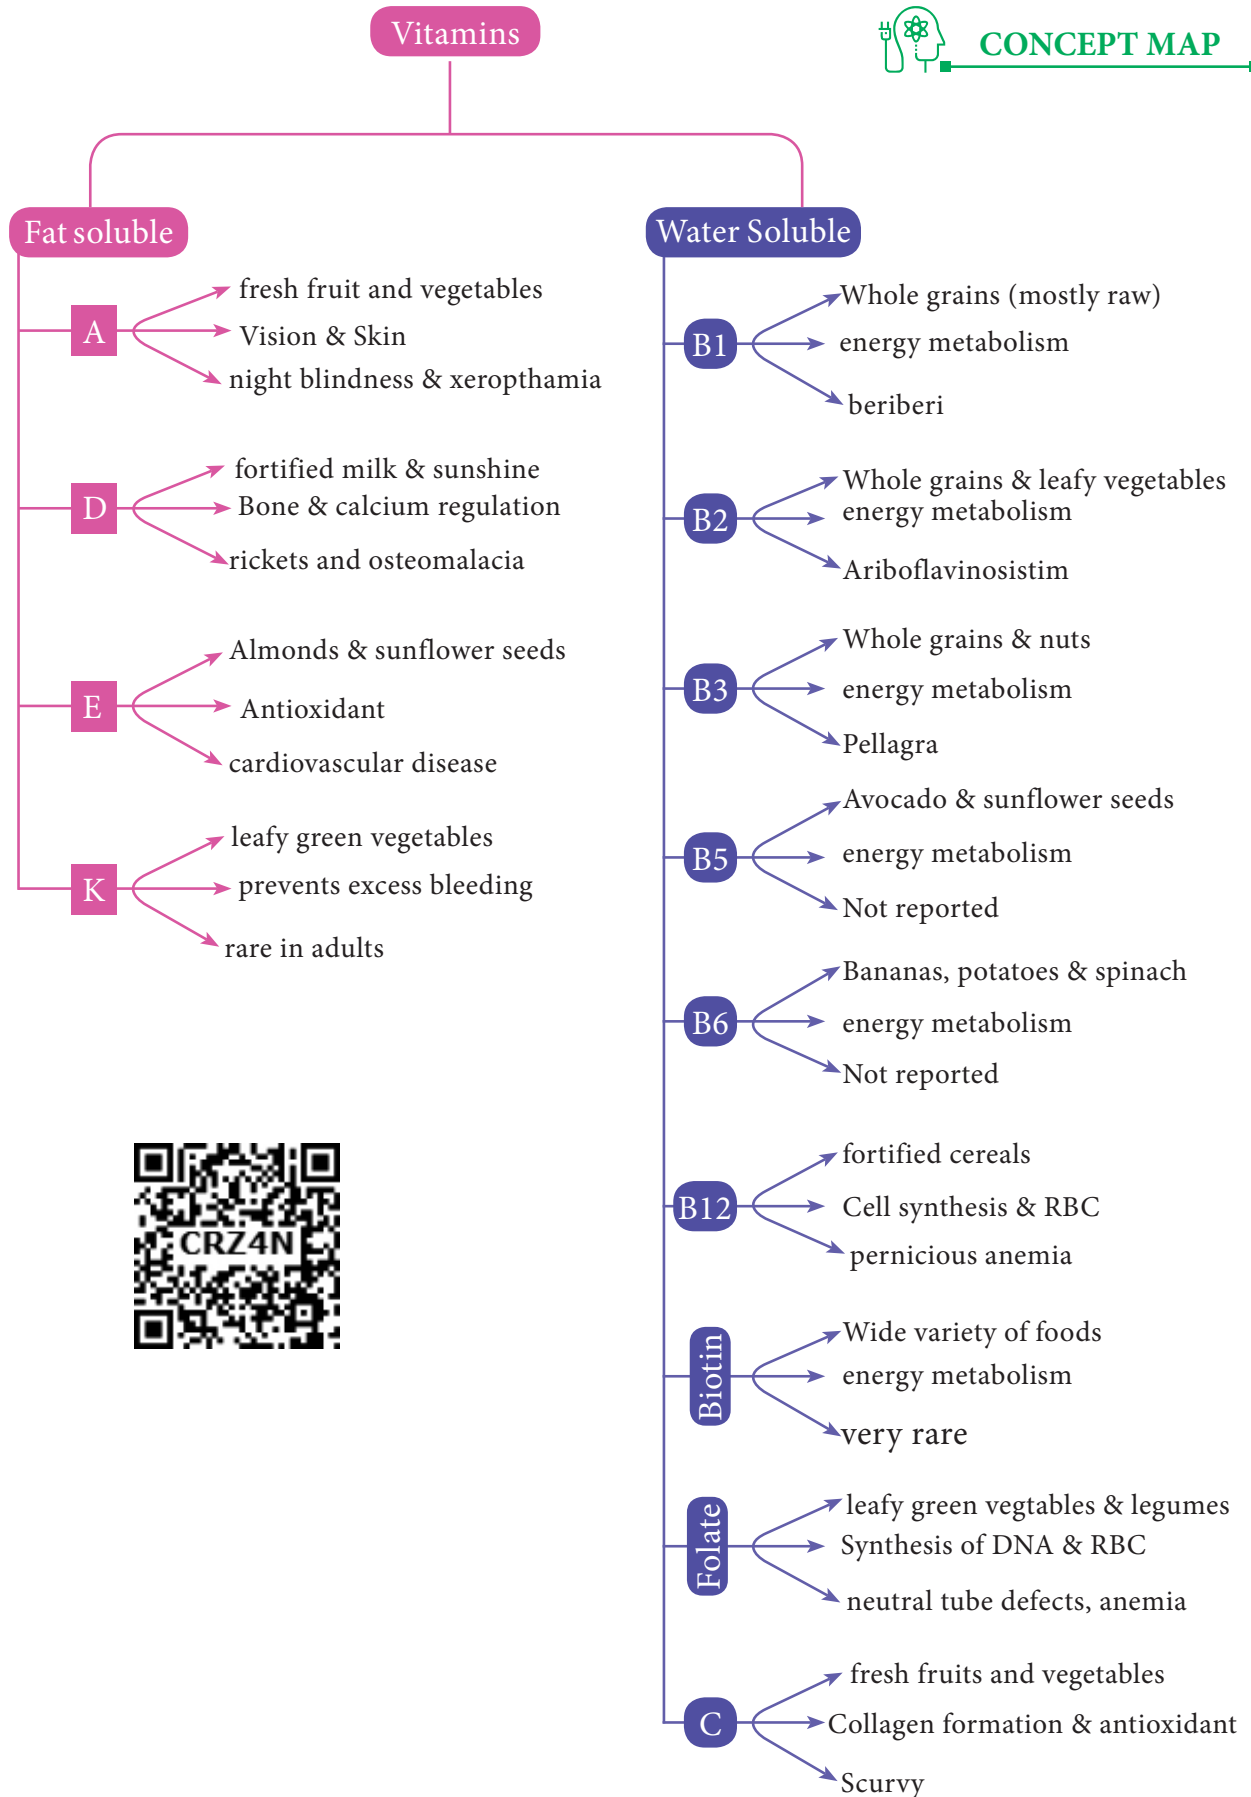 Vitamins
CONCEPT MAP
Fat soluble
A
fresh fruit and vegetables
Vision & Skin
night blindness & xeropthamia
D
fortified milk & sunshine
Bone & calcium regulation
rickets and osteomalacia
E
Almonds & sunflower seeds
Antioxidant
cardiovascular disease
K
leafy green vegetables
prevents excess bleeding
rare in adults
CRZ4N
Water Soluble
B1
Whole grains (mostly raw)
energy metabolism
beriberi
B2
Whole grains & leafy vegetables
energy metabolism
Ariboflavinosistim
B3
Whole grains & nuts
energy metabolism
Pellagra
B5
Avocado & sunflower seeds
energy metabolism
Not reported
B6
Bananas, potatoes & spinach
energy metabolism
Not reported
B12
fortified cereals
Cell synthesis & RBC
pernicious anemia
Biotin
Wide variety of foods
energy metabolism
very rare
Folate
leafy green vegtables & legumes
Synthesis of DNA & RBC
neutral tube defects, anemia
C
fresh fruits and vegetables
Collagen formation & antioxidant
Scurvy